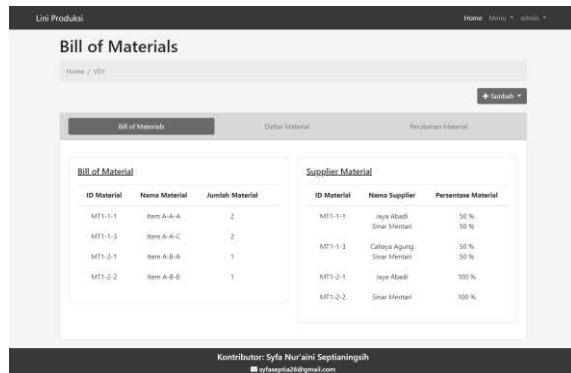 Lini Produksi
Home Menu admin
Bill of Materials
Home / V01
+ Tambah
Bill of Materials Daftar Material Perubahan Material
Bill of Material
ID Material Nama Material Jumlah Material
MT1-1-1 Item A-A-A 2
MT1-1-3 Item A-A-C 2
MT1-2-1 Item A-B-A 1
MT1-2-2 Item A-B-B 1
Supplier Material
ID Material Nama Supplier Persentase Material
MT1-1-1 Jaya Abadi 50 %
Sinar Mentari 50 %
MT1-1-3 Cahaya Agung 50 %
Sinar Mentari 50 %
MT1-2-1 Jaya Abadi 100 %
MT1-2-2 Sinar Mentari 100 %
Kontributor: Syfa Nur'aini Septianingsih
syfaseptia26@gmail.com